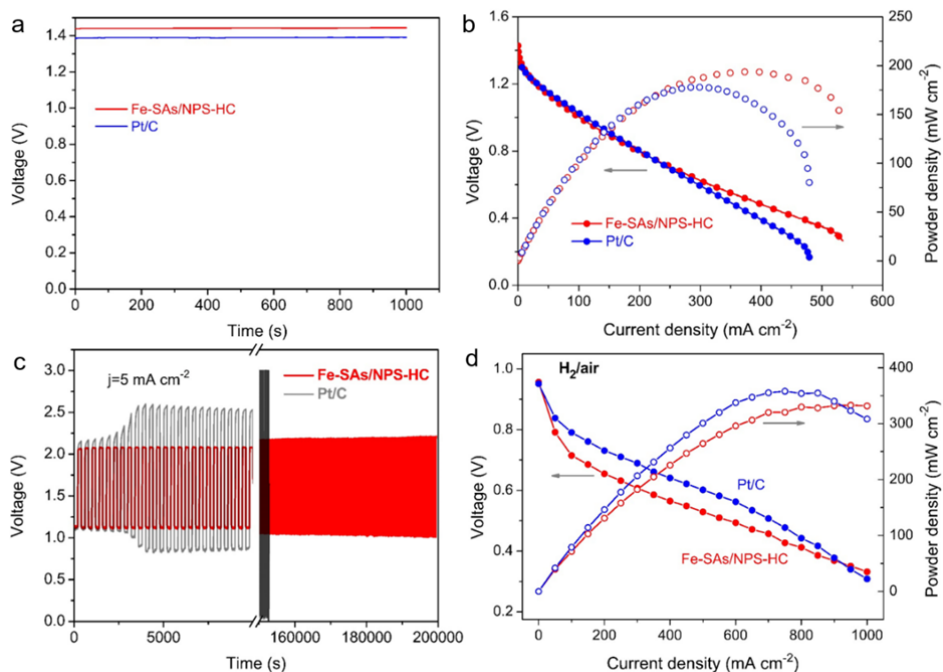 a
1.4
1.2
1.0
0.8
0.6
0.4
0.2
0.0
Voltage (V)
Fe-SAs/NPS-HC
Pt/C
0
200
400
600
800
1000
Time (s)
b
1.6
1.2
0.8
0.4
0.0
Voltage (V)
250
200
150
100
50
0
Powder density (mW cm⁻²)
Fe-SAs/NPS-HC
Pt/C
0
100
200
300
400
500
600
Current density (mA cm⁻²)
c
3.0
2.5
2.0
1.5
1.0
0.5
0.0
Voltage (V)
j=5 mA cm⁻²
Fe-SAs/NPS-HC
Pt/C
0
5000
160000
180000
200000
Time (s)
d
1.0
0.8
0.6
0.4
0.2
Voltage (V)
H₂/air
400
300
200
100
0
Powder density (mW cm⁻²)
Pt/C
Fe-SAs/NPS-HC
0
200
400
600
800
1000
Current density (mA cm⁻²)